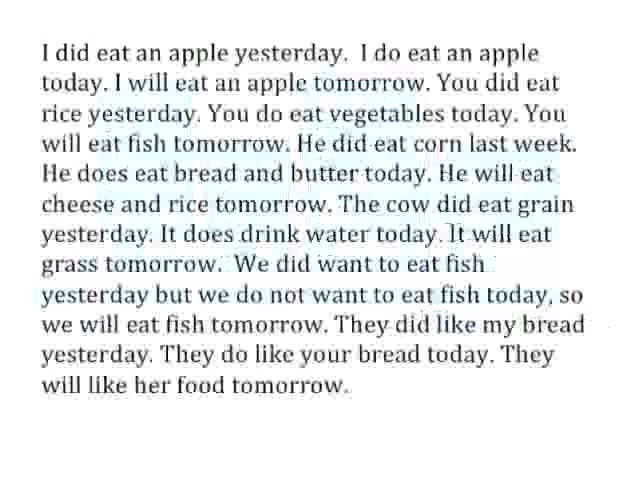 I did eat an apple yesterday.  I do eat an apple
today. I will eat an apple tomorrow. You did eat
rice yesterday. You do eat vegetables today. You
will eat fish tomorrow. He did eat corn last week.
He does eat bread and butter today. He will eat
cheese and rice tomorrow. The cow did eat grain
yesterday. It does drink water today. It will eat
grass tomorrow.  We did want to eat fish
yesterday but we do not want to eat fish today, so
we will eat fish tomorrow. They did like my bread
yesterday. They do like your bread today. They
will like her food tomorrow.